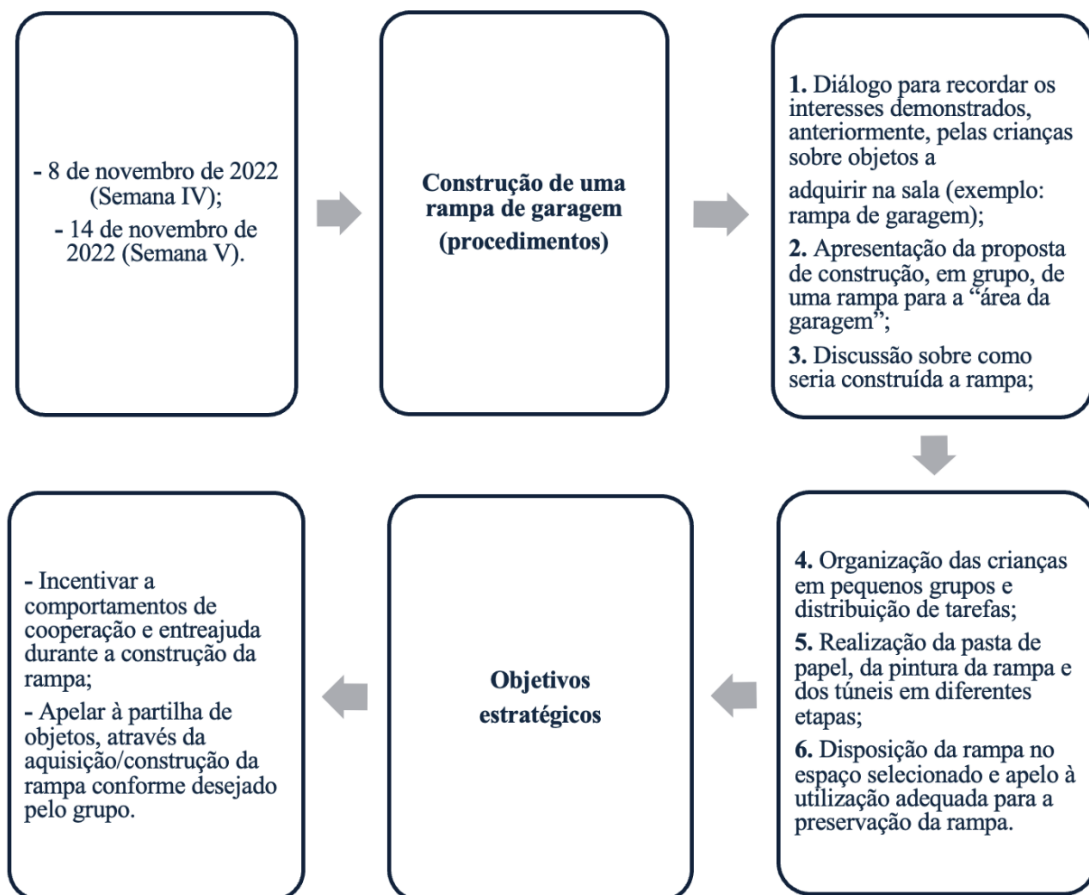 - 8 de novembro de 2022
(Semana IV);
- 14 de novembro de
2022 (Semana V).
Construção de uma
rampa de garagem
(procedimentos)
1. Diálogo para recordar os
interesses demonstrados,
anteriormente, pelas crianças
sobre objetos a
adquirir na sala (exemplo:
rampa de garagem);
2. Apresentação da proposta
de construção, em grupo, de
uma rampa para a “área da
garagem”;
3. Discussão sobre como
seria construída a rampa;
4. Organização das crianças
em pequenos grupos e
distribuição de tarefas;
5. Realização da pasta de
papel, da pintura da rampa e
dos túneis em diferentes
etapas;
6. Disposição da rampa no
espaço selecionado e apelo à
utilização adequada para a
preservação da rampa.
Objetivos
estratégicos
- Incentivar a
comportamentos de
cooperação e entreajuda
durante a construção da
rampa;
- Apelar à partilha de
objetos, através da
aquisição/construção da
rampa conforme desejado
pelo grupo.